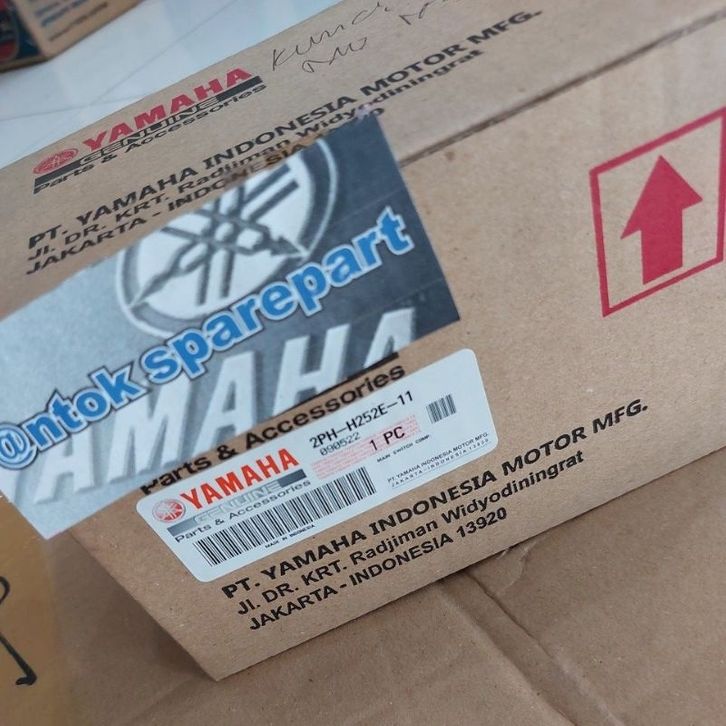 YAMAHA
GENUINE
Parts & Accessories
PT. YAMAHA INDONESIA MOTOR MFG.
Jl. DR. KRT. Radjiman Widyodiningrat
JAKARTA - INDONESIA
@ntok sparepart
YAMAHA
Parts & Accessories
2PH-H252E-11
090522
1 PC
MAIN SWITCH COMP.
YAMAHA
GENUINE
Parts & Accessories
PT. YAMAHA INDONESIA MOTOR MFG.
JAKARTA-INDONESIA 13920
MADE IN INDONESIA
PT. YAMAHA INDONESIA MOTOR MFG.
Jl. DR. KRT. Radjiman Widyodiningrat
JAKARTA - INDONESIA 13920